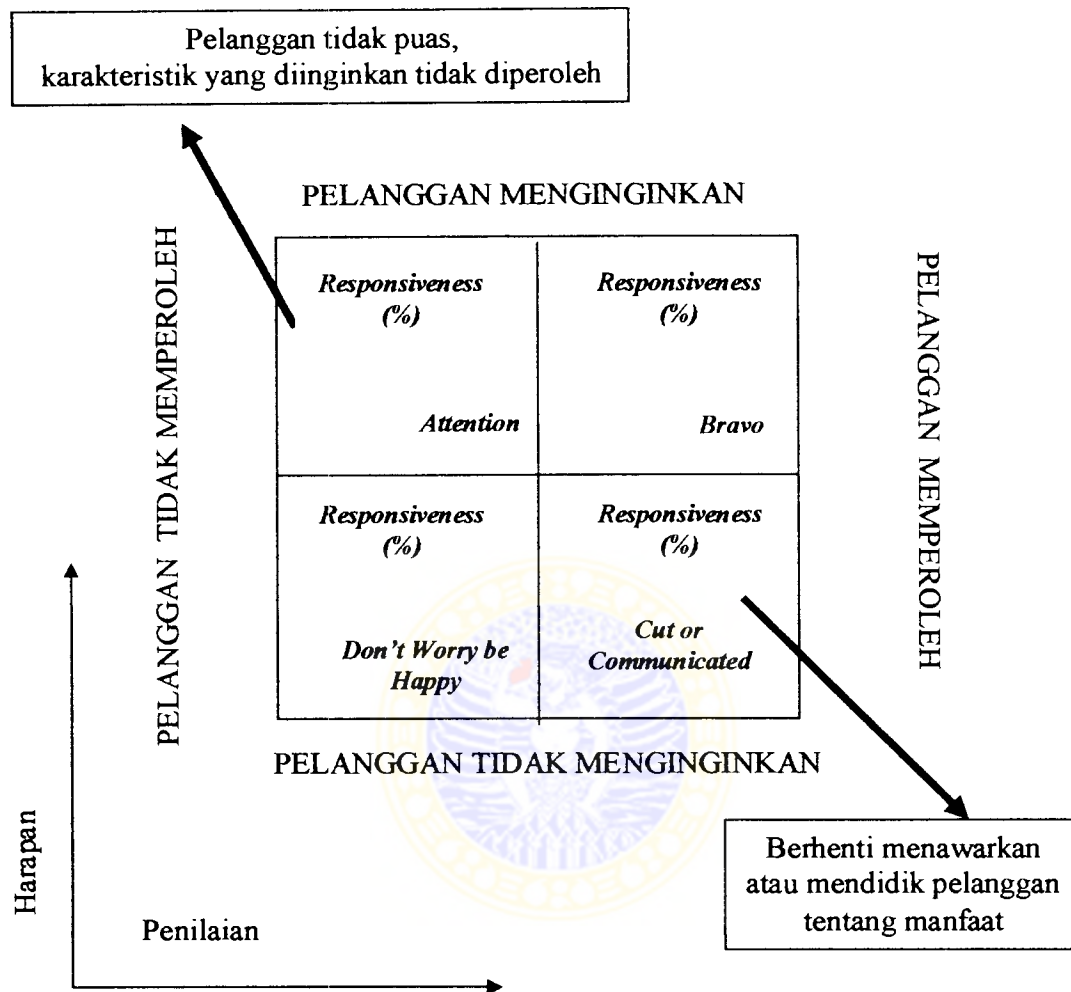 Pelanggan tidak puas,
karakteristik yang diinginkan tidak diperoleh
PELANGGAN MENGINGINKAN
PELANGGAN TIDAK MEMPEROLEH
Responsiveness
(%)
Attention
Responsiveness
(%)
Bravo
PELANGGAN MEMPEROLEH
Responsiveness
(%)
Don't Worry be
Happy
Responsiveness
(%)
Cut or
Communicated
PELANGGAN TIDAK MENGINGINKAN
Harapan
Penilaian
Berhenti menawarkan
atau mendidik pelanggan
tentang manfaat